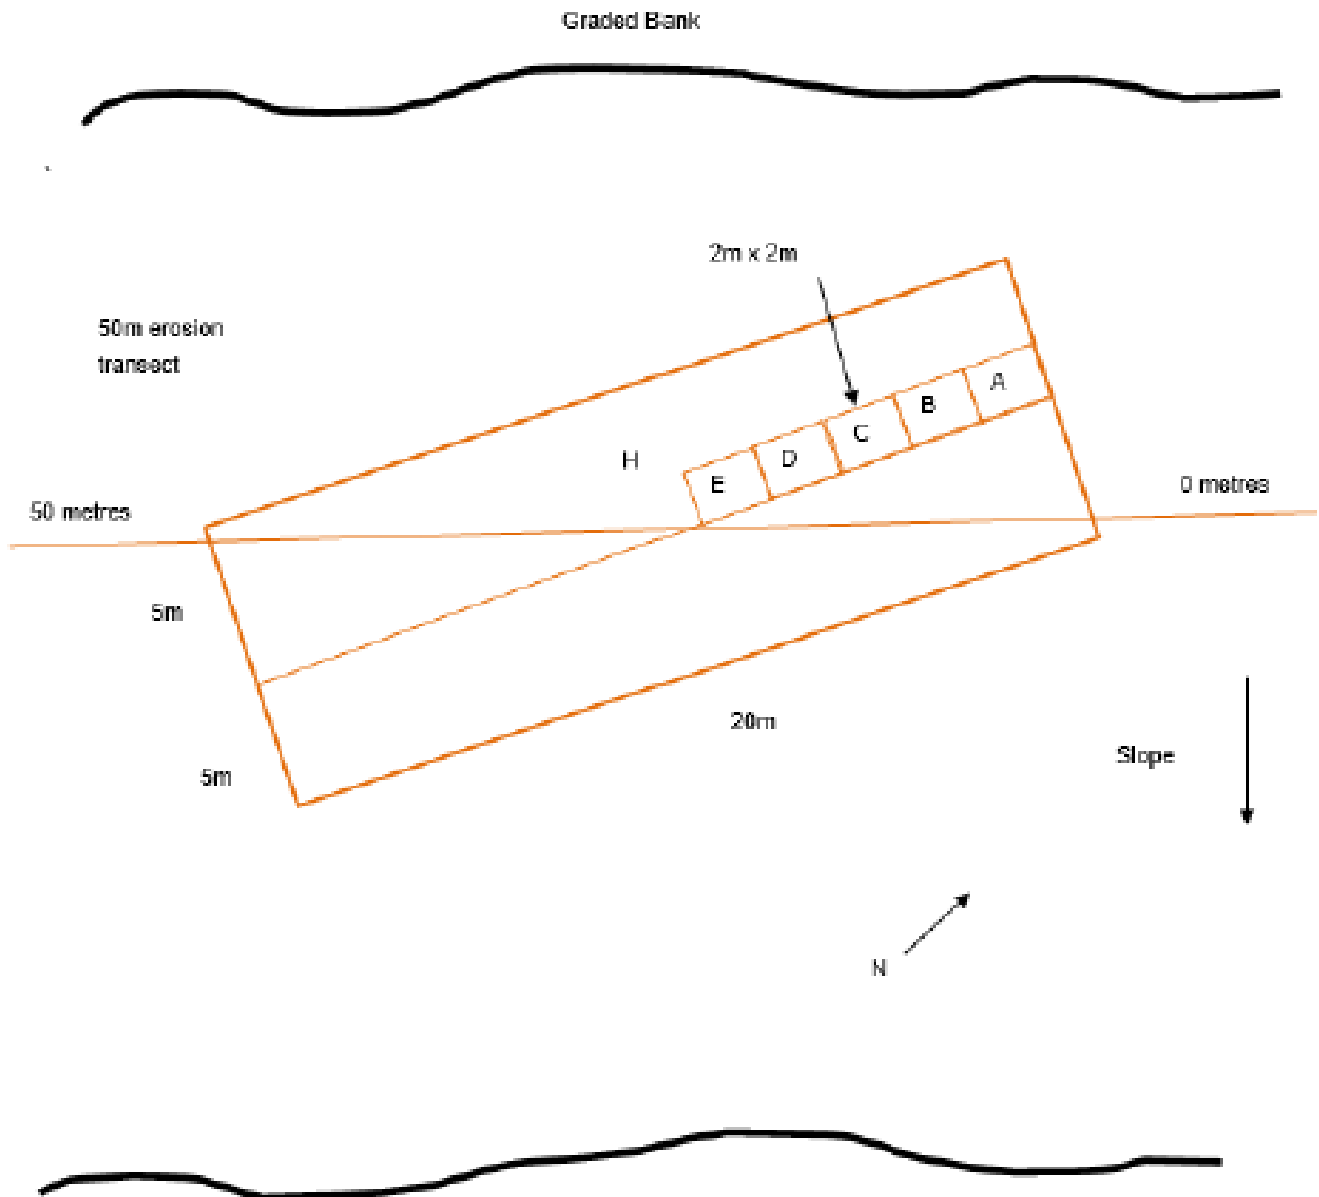 Graded Bank
2m x 2m
50m erosion
transect
A
B
C
H
D
E
0 metres
50 metres
5m
20m
Slope
5m
N